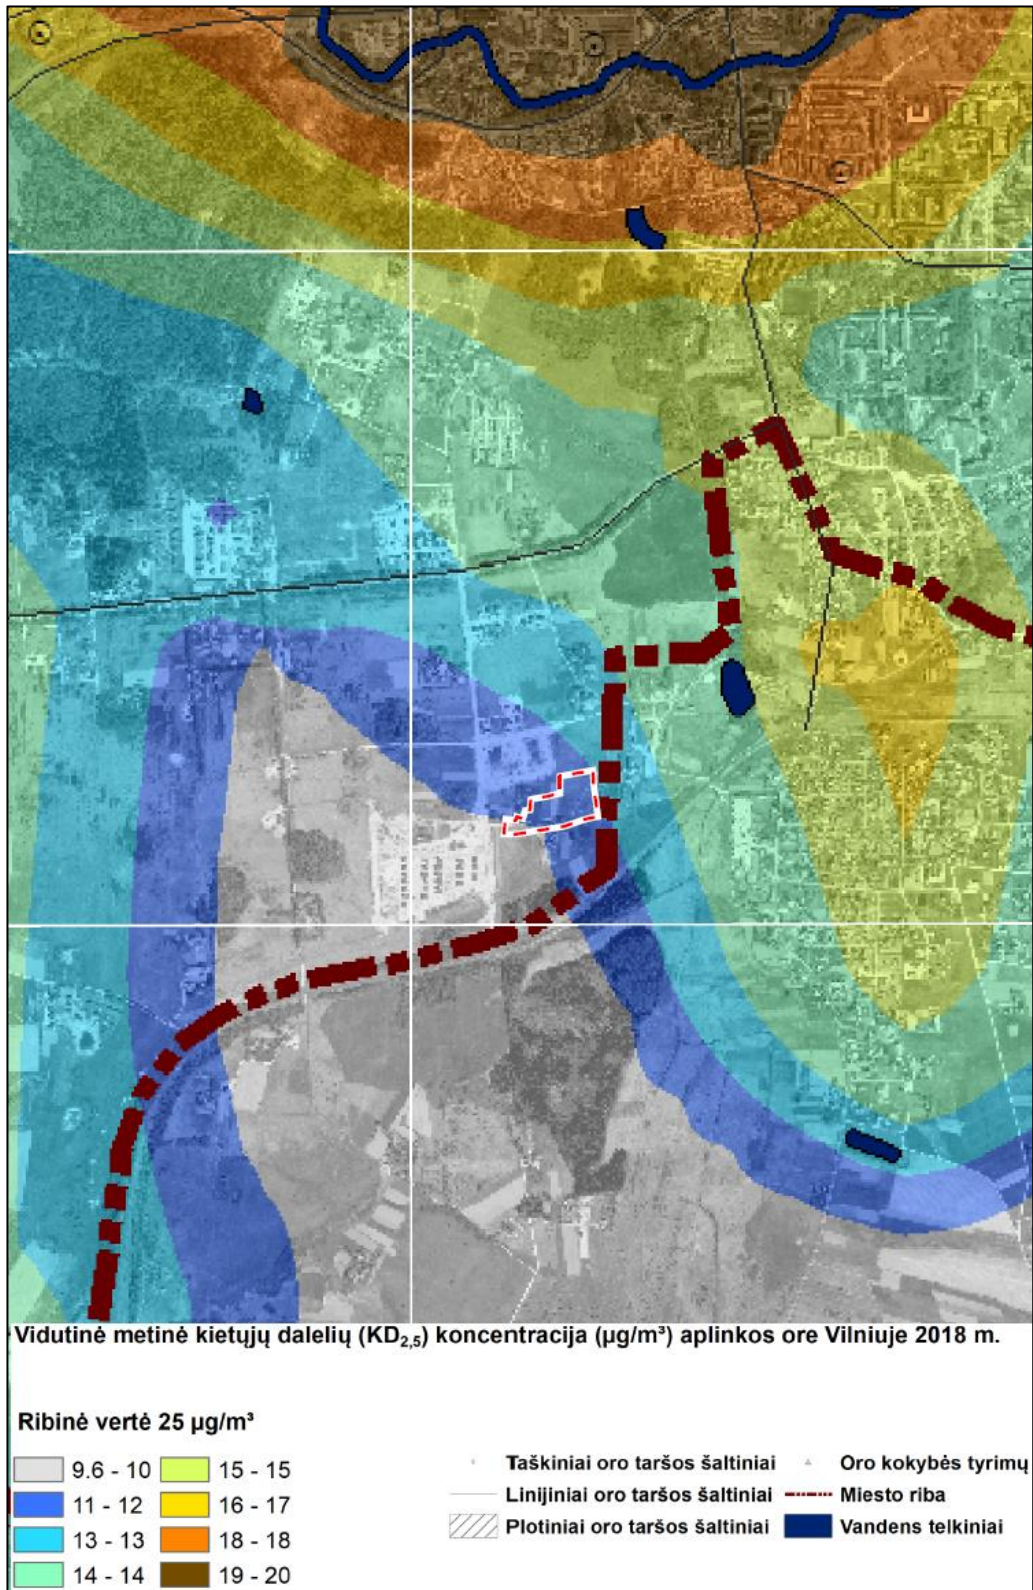 Vidutinė metinė kietųjų dalelių (KD2,5) koncentracija (µg/m³) aplinkos ore Vilniuje 2018 m.
Ribinė vertė 25 µg/m³
9.6 - 10
11 - 12
13 - 13
14 - 14
15 - 15
16 - 17
18 - 18
19 - 20
Taškiniai oro taršos šaltiniai
Linijiniai oro taršos šaltiniai
Plotiniai oro taršos šaltiniai
Oro kokybės tyrimų
Miesto riba
Vandens telkiniai